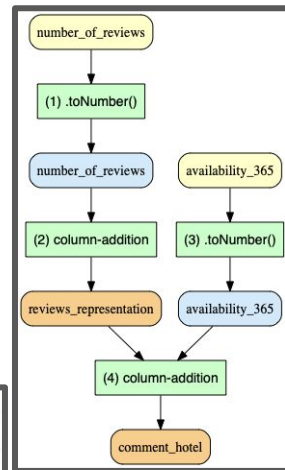 number_of_reviews
(1) .toNumber()
number_of_reviews
availability_365
(2) column-addition
(3) .toNumber()
reviews_representation
availability_365
(4) column-addition
comment_hotel